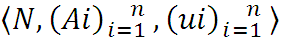 ⟨N, (Ai)ᵢ₌₁ⁿ, (ui)ᵢ₌₁ⁿ⟩